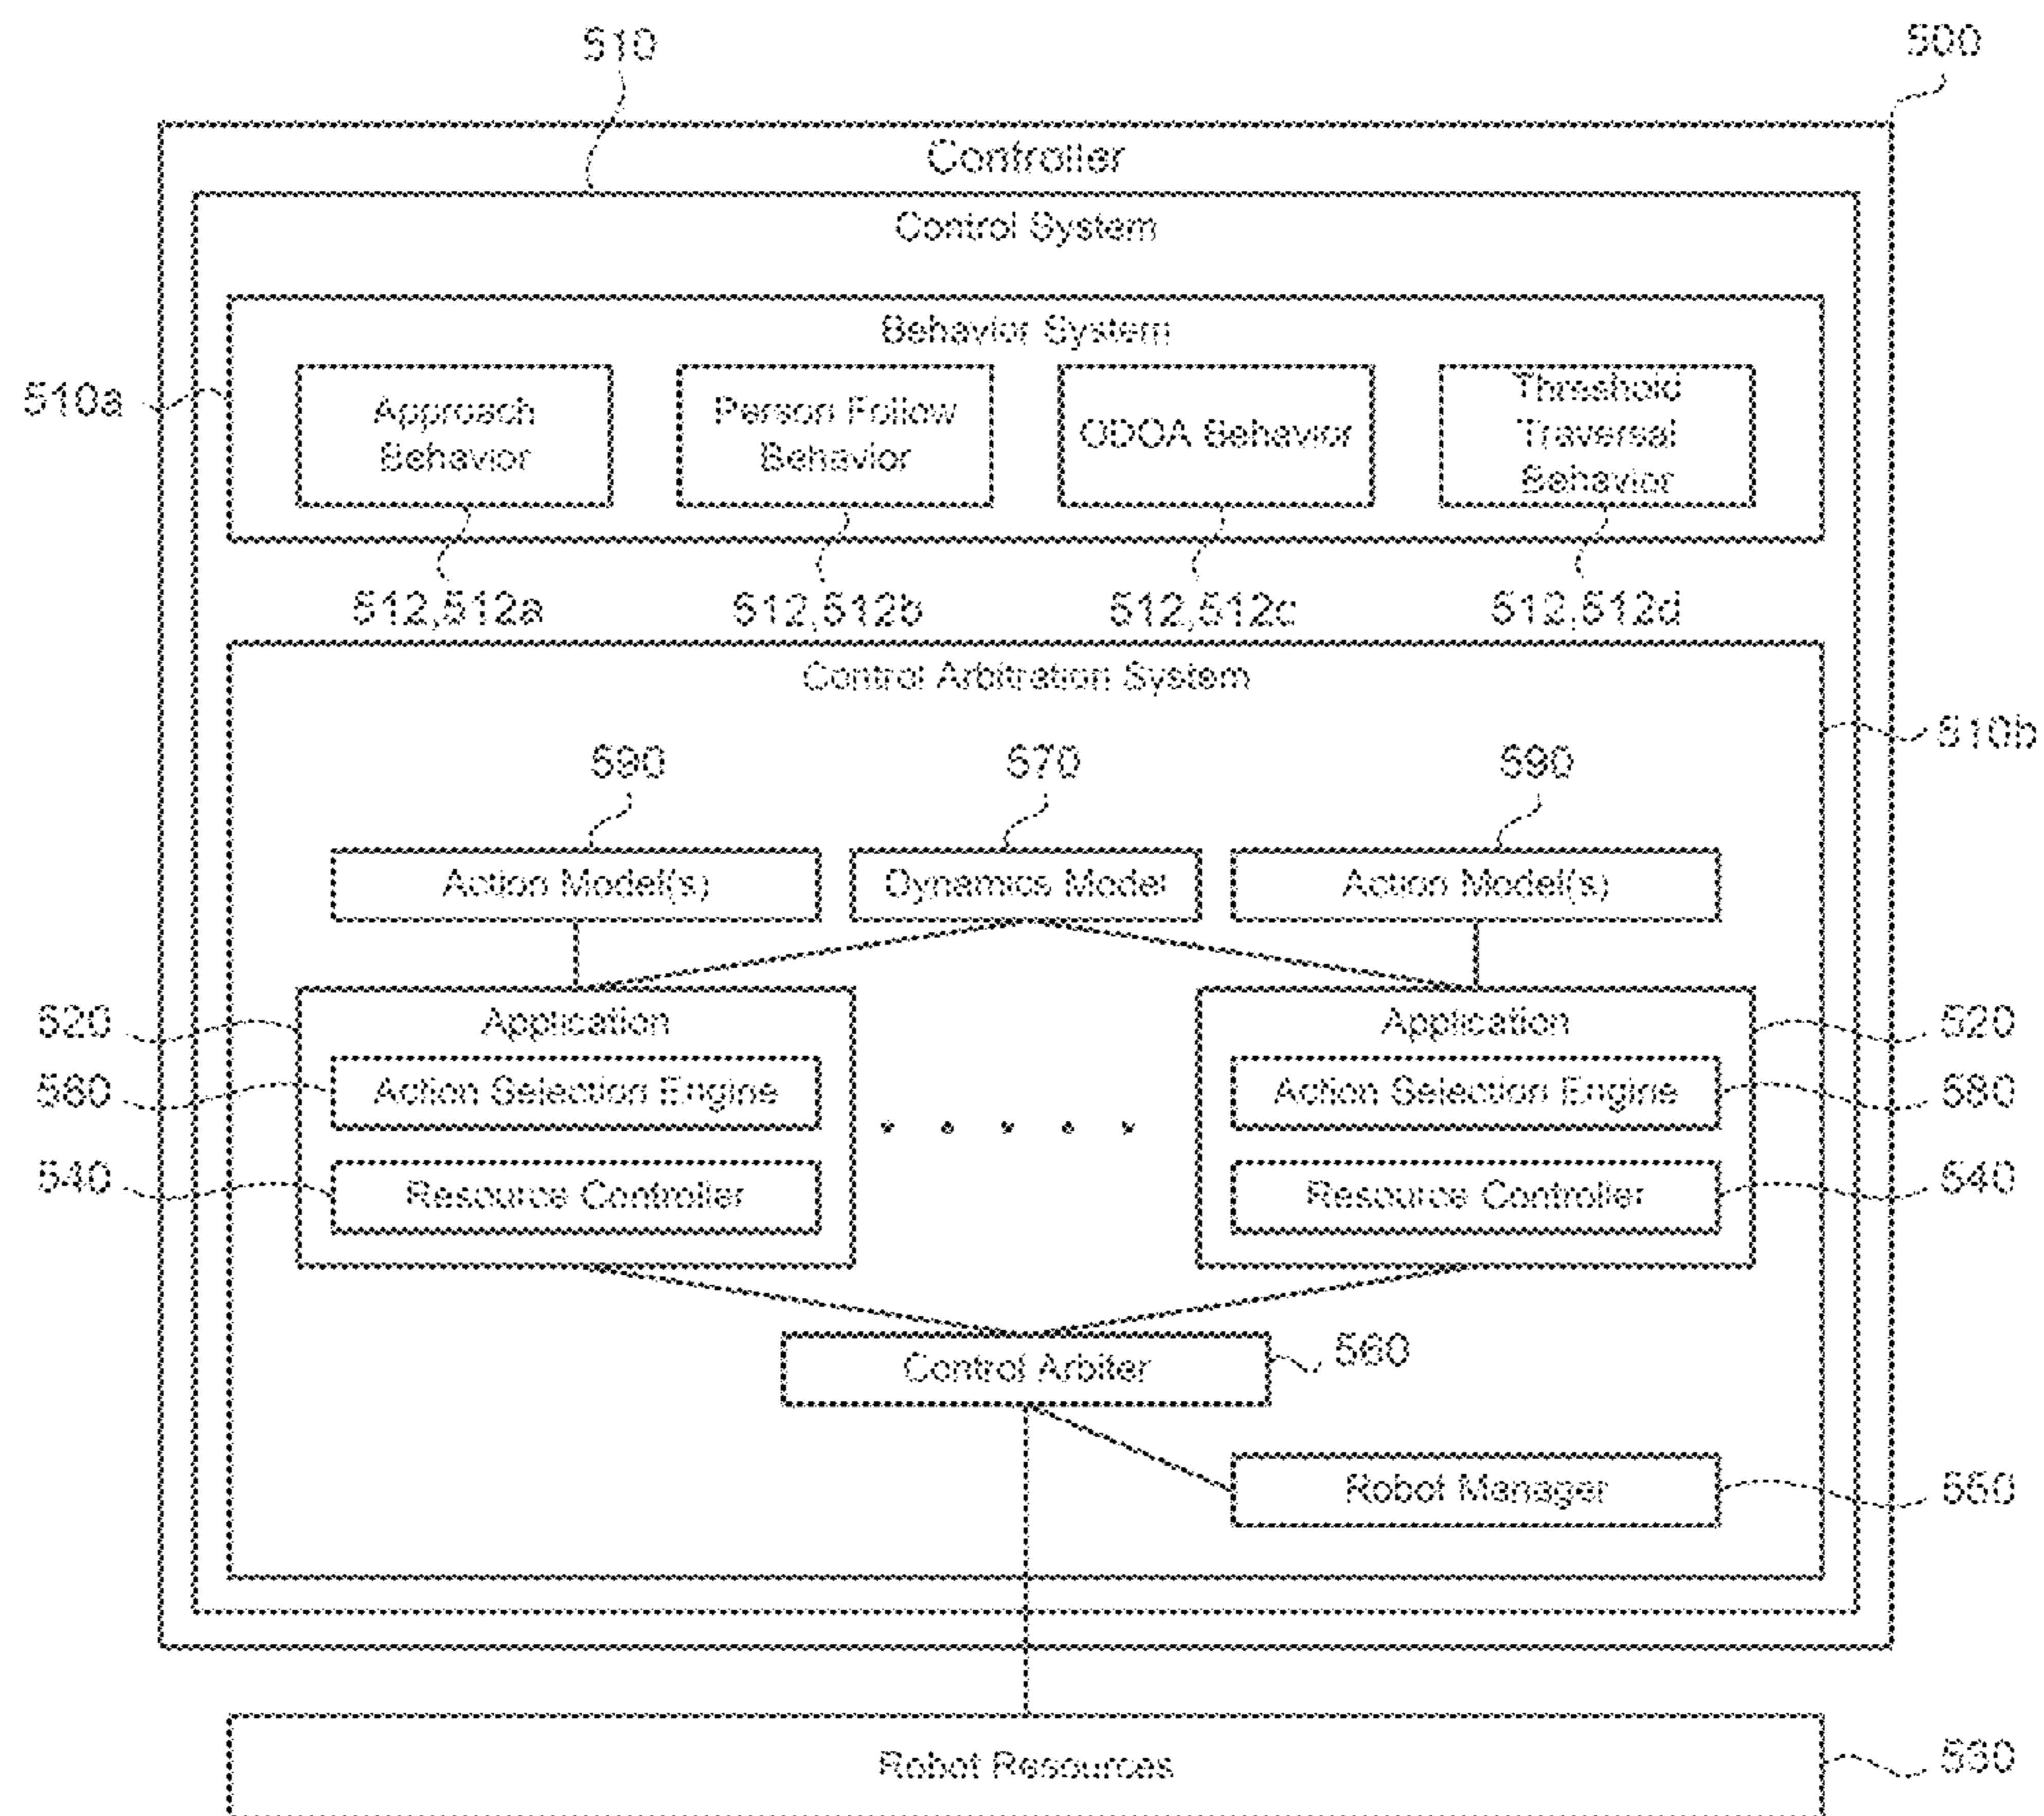 510
500
Controller
Control System
Behavior System
510a
Approach
Behavior
Person Follow
Behavior
ODOA Behavior
Threshold
Traversal
Behavior
512,512a
512,512b
512,512c
512,512d
Control Arbitration System
510b
590
570
590
Action Model(s)
Dynamics Model
Action Model(s)
520
Application
Application
520
580
Action Selection Engine
Action Selection Engine
580
540
Resource Controller
Resource Controller
540
Control Arbiter
560
Robot Manager
550
Robot Resources
530